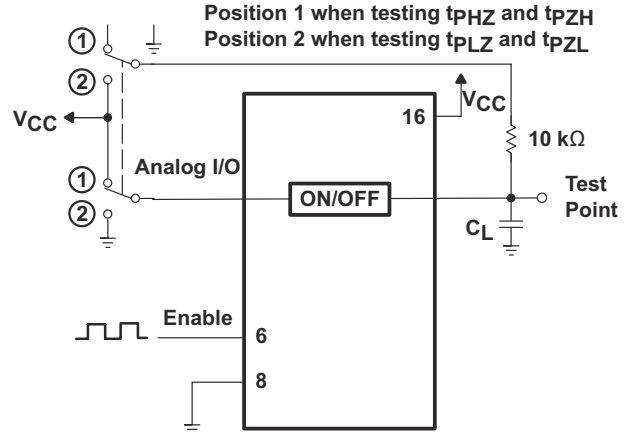 Position 1 when testing tPHZ and tPZH
Position 2 when testing tPLZ and tPZL
1
2
VCC
16
VCC
10 kΩ
1
Analog I/O
2
ON/OFF
Test
Point
CL
Enable
6
8